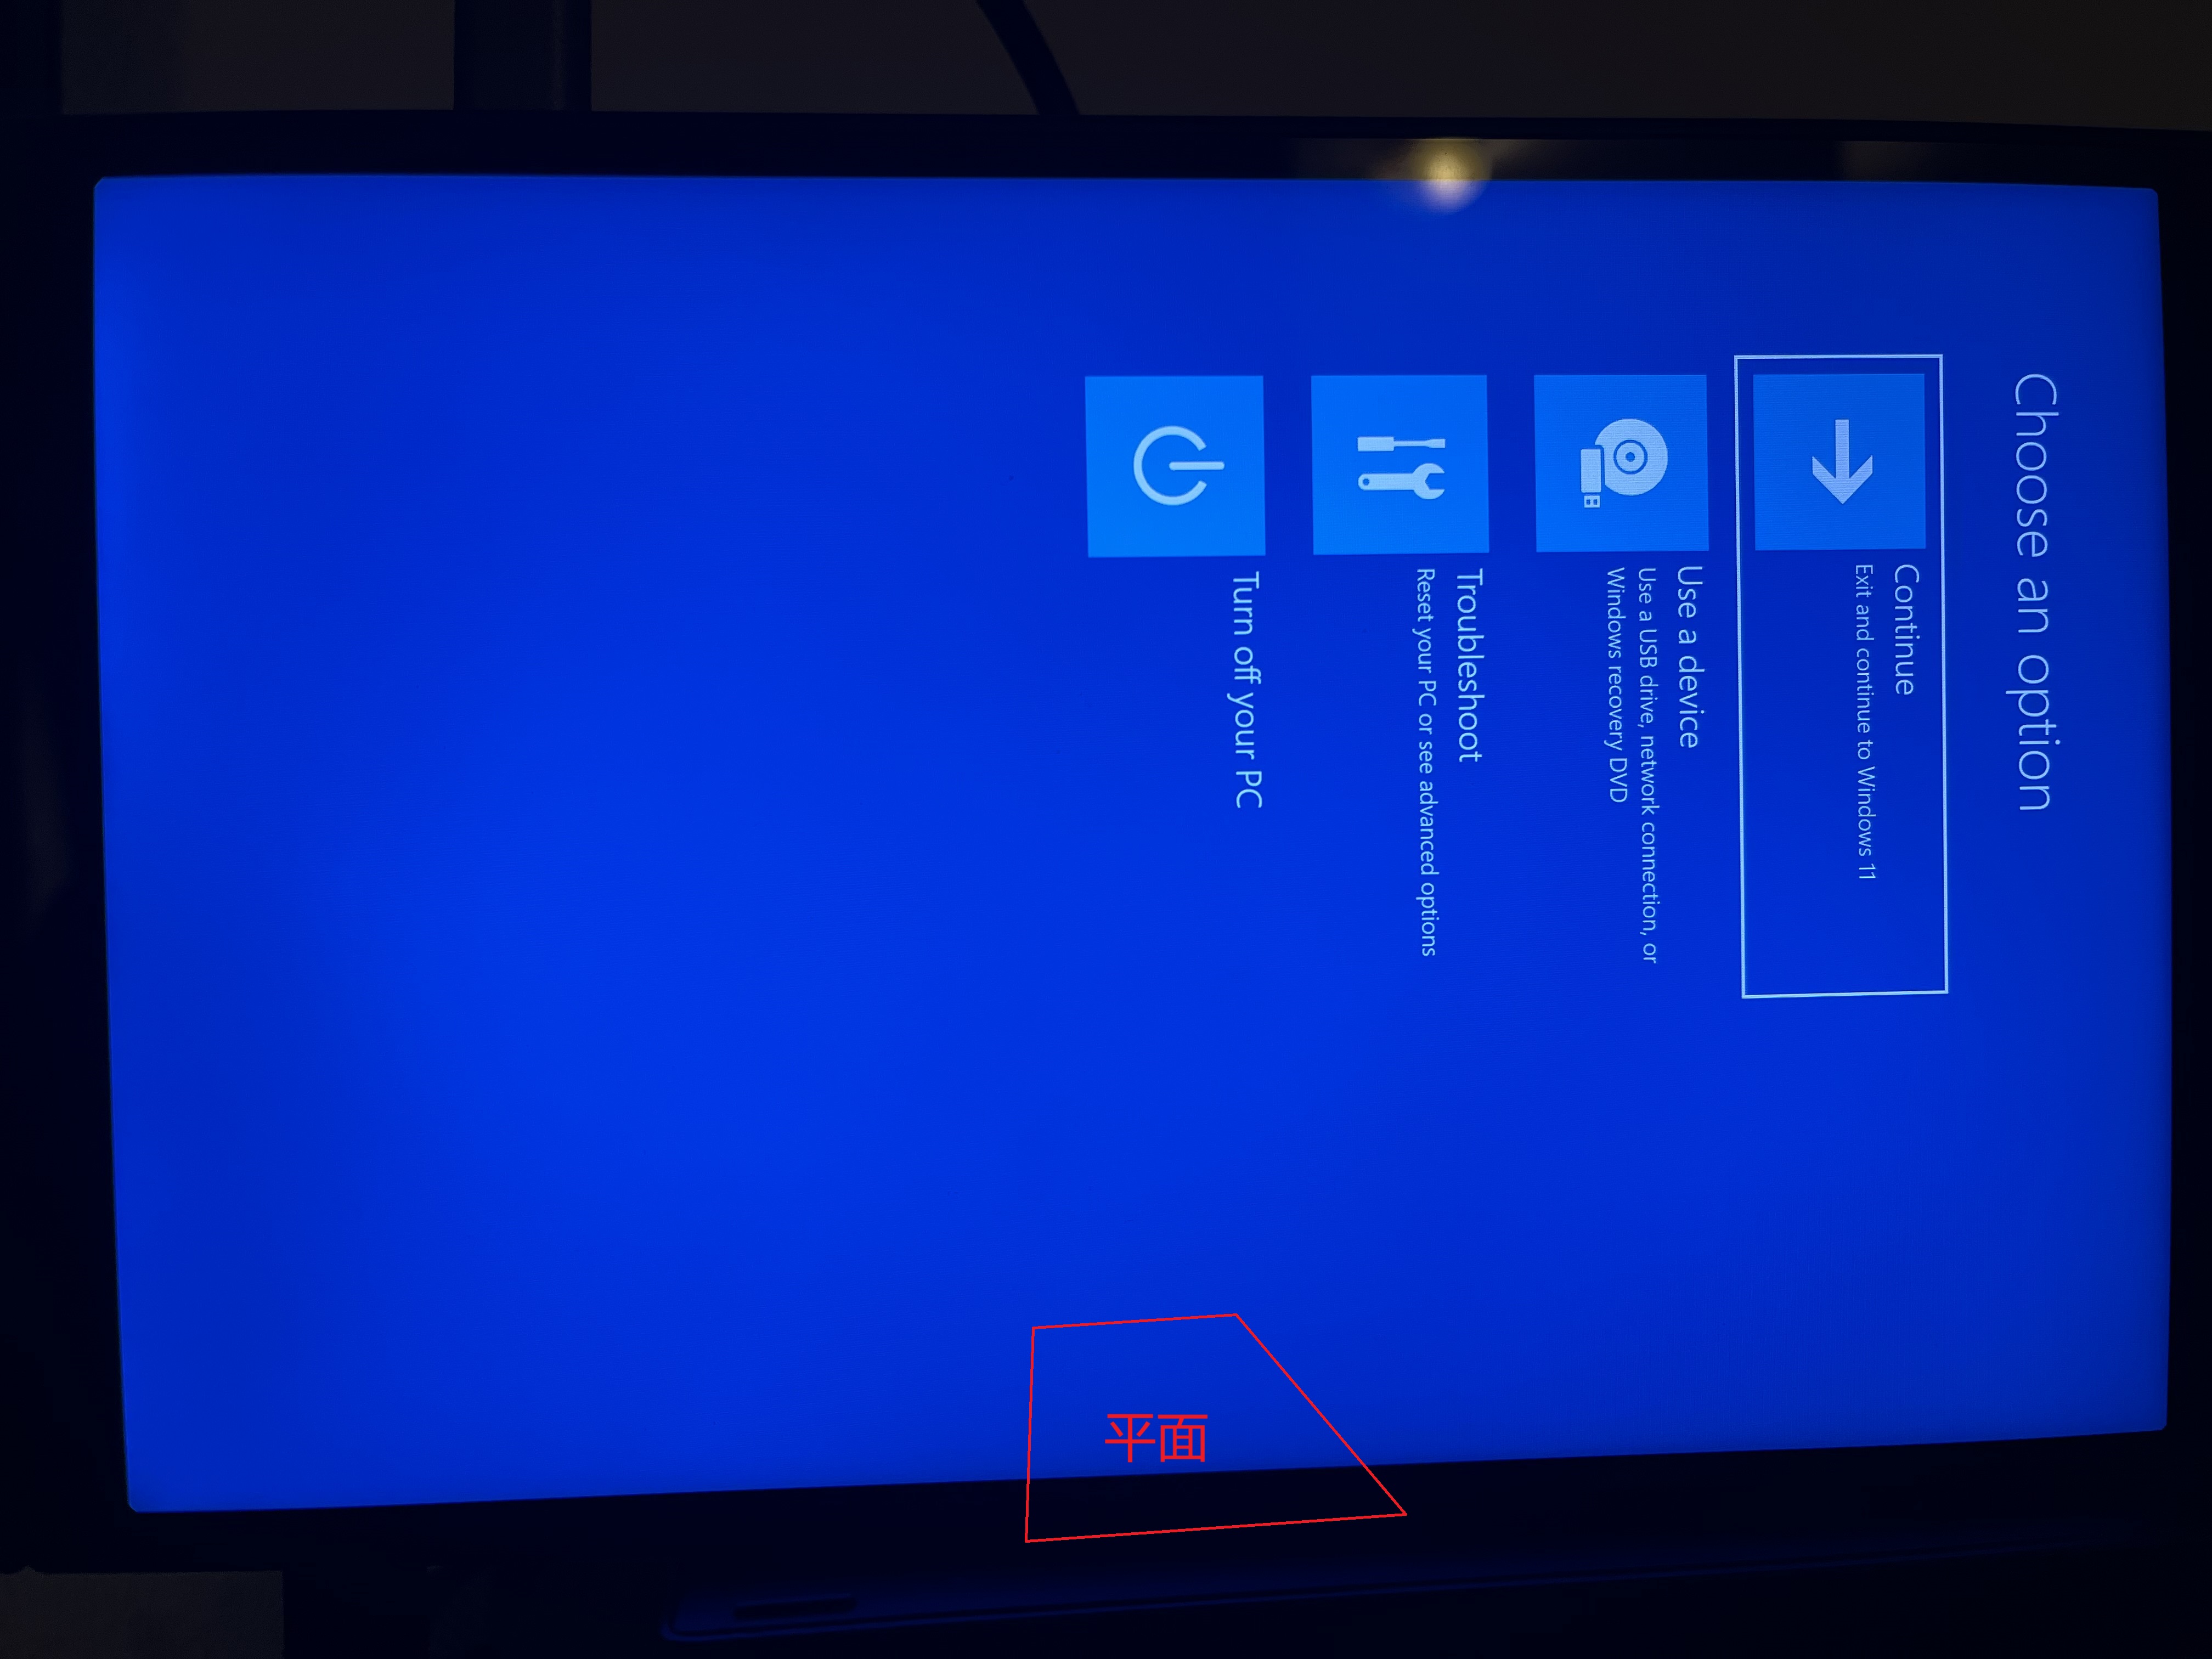 Choose an option
Continue
Exit and continue to Windows 11
Use a device
Use a USB drive, network connection, or
Windows recovery DVD
Troubleshoot
Reset your PC or see advanced options
Turn off your PC
平面